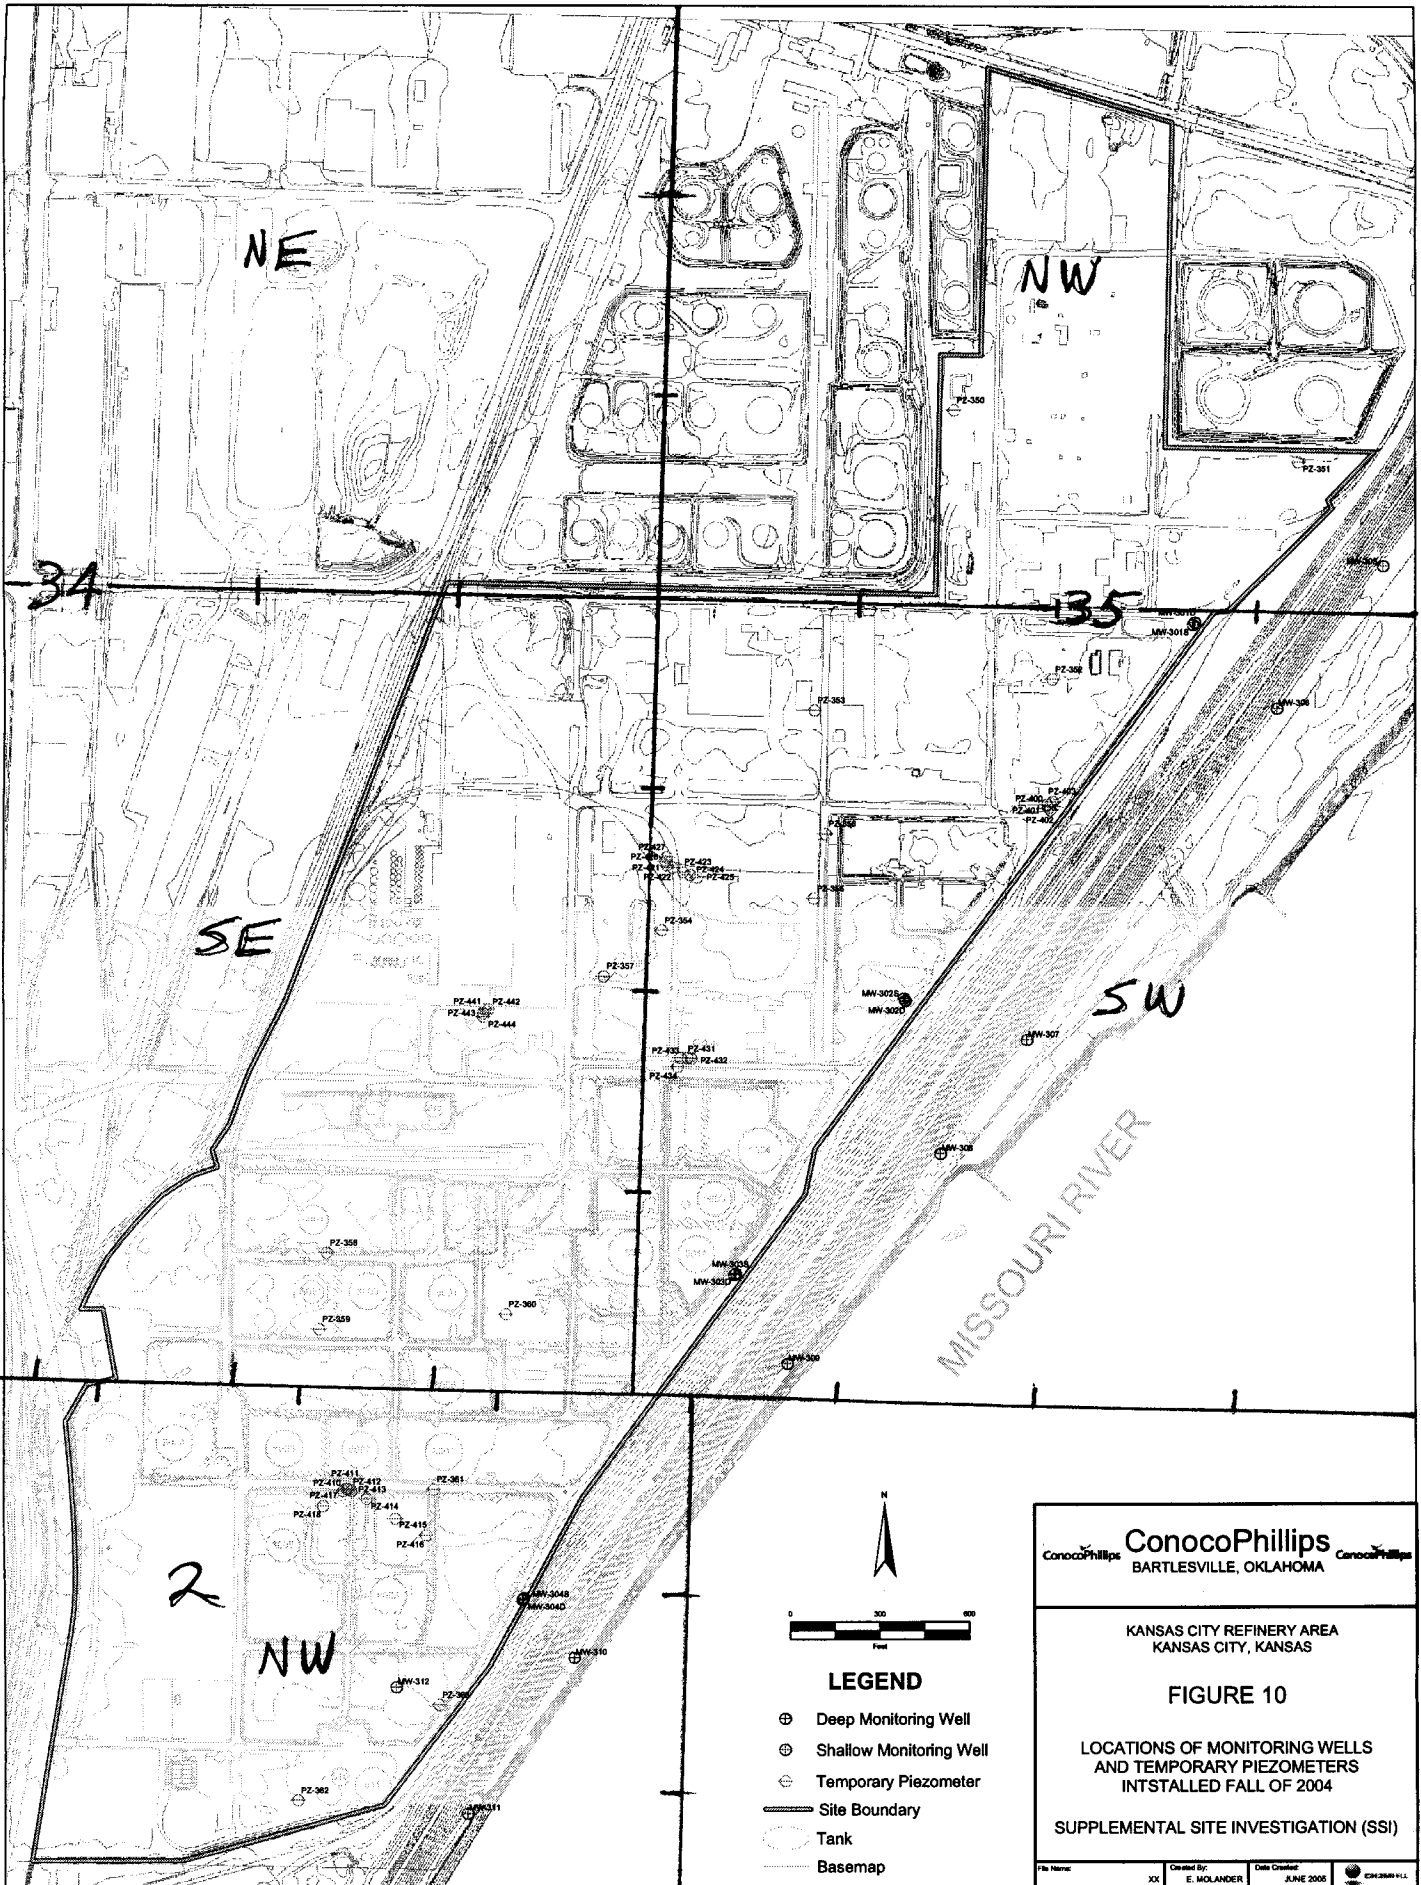 NE
NW
PZ-350
PZ-351
34
35
MW-301S
PZ-352
MW-306
PZ-353
PZ-400
PZ-427
PZ-423
PZ-424
PZ-422
PZ-425
PZ-354
SE
PZ-357
MW-302S
MW-302D
SW
PZ-441
PZ-442
PZ-443
PZ-444
MW-307
PZ-433
PZ-431
PZ-432
PZ-434
MW-308
MISSOURI RIVER
PZ-358
MW-303S
MW-303D
PZ-360
PZ-359
MW-309
PZ-411
PZ-410
PZ-412
PZ-361
PZ-417
PZ-413
PZ-418
PZ-414
PZ-415
PZ-416
2
MW-304S
MW-304D
NW
MW-310
MW-312
PZ-362
MW-311
N
0 300 600
Feet
LEGEND
Deep Monitoring Well
Shallow Monitoring Well
Temporary Piezometer
Site Boundary
Tank
Basemap
ConocoPhillips
ConocoPhillips
ConocoPhillips
BARTLESVILLE, OKLAHOMA
KANSAS CITY REFINERY AREA
KANSAS CITY, KANSAS
FIGURE 10
LOCATIONS OF MONITORING WELLS
AND TEMPORARY PIEZOMETERS
INTSTALLED FALL OF 2004
SUPPLEMENTAL SITE INVESTIGATION (SSI)
File Name:
XX
Created By:
E. MOLANDER
Date Created:
JUNE 2005